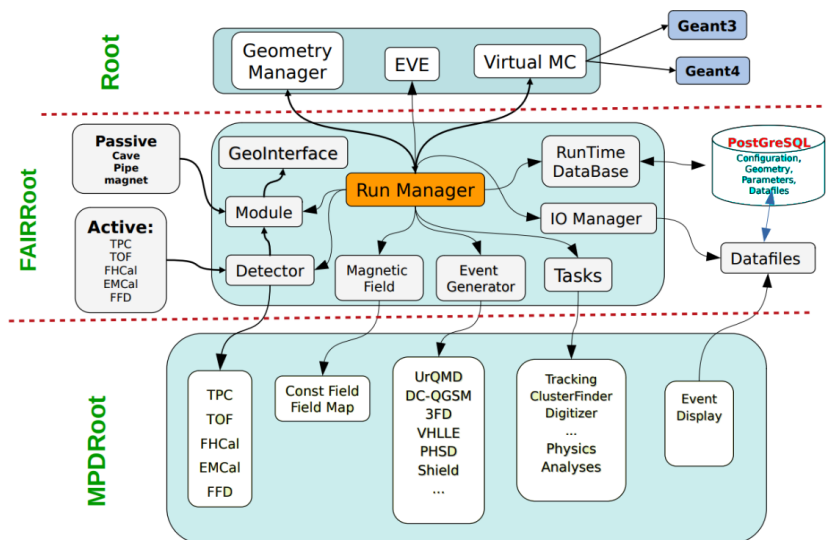 Root
Geometry
Manager
EVE
Virtual MC
Geant3
Geant4
FAIRRoot
Passive
Cave
Pipe
magnet
Active:
TPC
TOF
FHCal
EMCal
FFD
GeoInterface
Module
Detector
Run Manager
Magnetic
Field
Event
Generator
Tasks
RunTime
DataBase
IO Manager
PostGreSQL
Configuration,
Geometry,
Parameters,
Datafiles
Datafiles
MPDRoot
TPC
TOF
FHCal
EMCal
FFD
Const Field
Field Map
UrQMD
DC-QGSM
3FD
VHLLE
PHSD
Shield
...
Tracking
ClusterFinder
Digitizer
...
Physics
Analyses
Event
Display